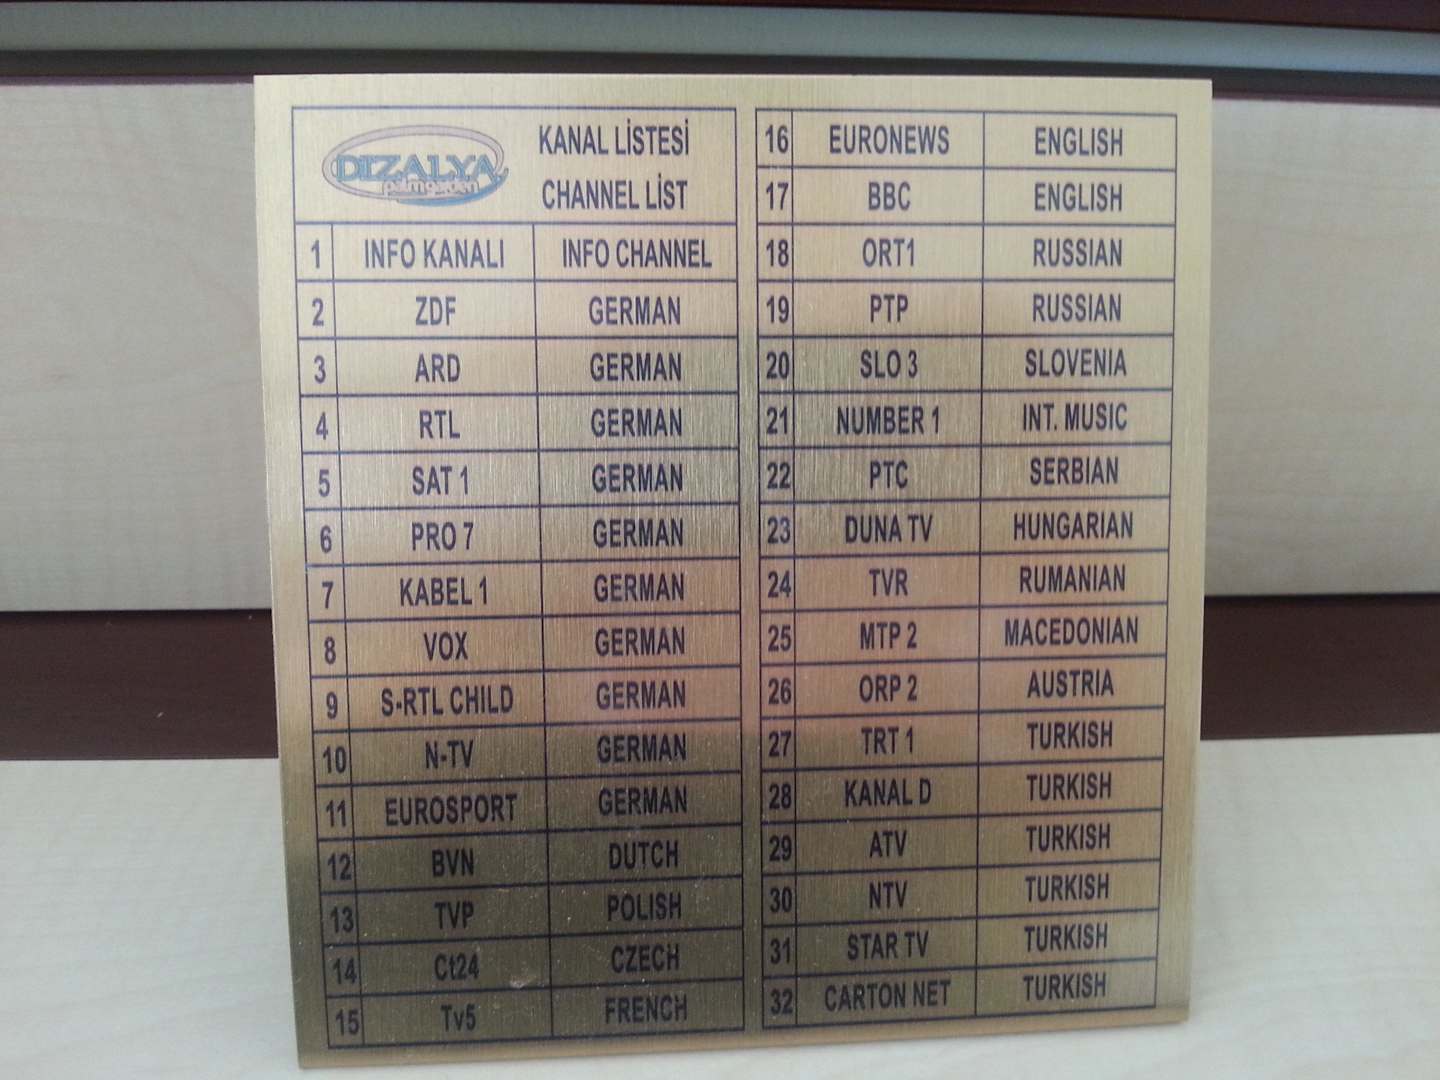 DIZALYA
palmgarden
KANAL LİSTESİ
CHANNEL LİST
1 INFO KANALI INFO CHANNEL
2 ZDF GERMAN
3 ARD GERMAN
4 RTL GERMAN
5 SAT 1 GERMAN
6 PRO 7 GERMAN
7 KABEL 1 GERMAN
8 VOX GERMAN
9 S-RTL CHILD GERMAN
10 N-TV GERMAN
11 EUROSPORT GERMAN
12 BVN DUTCH
13 TVP POLISH
14 Ct24 CZECH
15 Tv5 FRENCH
16 EURONEWS ENGLISH
17 BBC ENGLISH
18 ORT1 RUSSIAN
19 PTP RUSSIAN
20 SLO 3 SLOVENIA
21 NUMBER 1 INT. MUSIC
22 PTC SERBIAN
23 DUNA TV HUNGARIAN
24 TVR RUMANIAN
25 MTP 2 MACEDONIAN
26 ORP 2 AUSTRIA
27 TRT 1 TURKISH
28 KANAL D TURKISH
29 ATV TURKISH
30 NTV TURKISH
31 STAR TV TURKISH
32 CARTON NET TURKISH